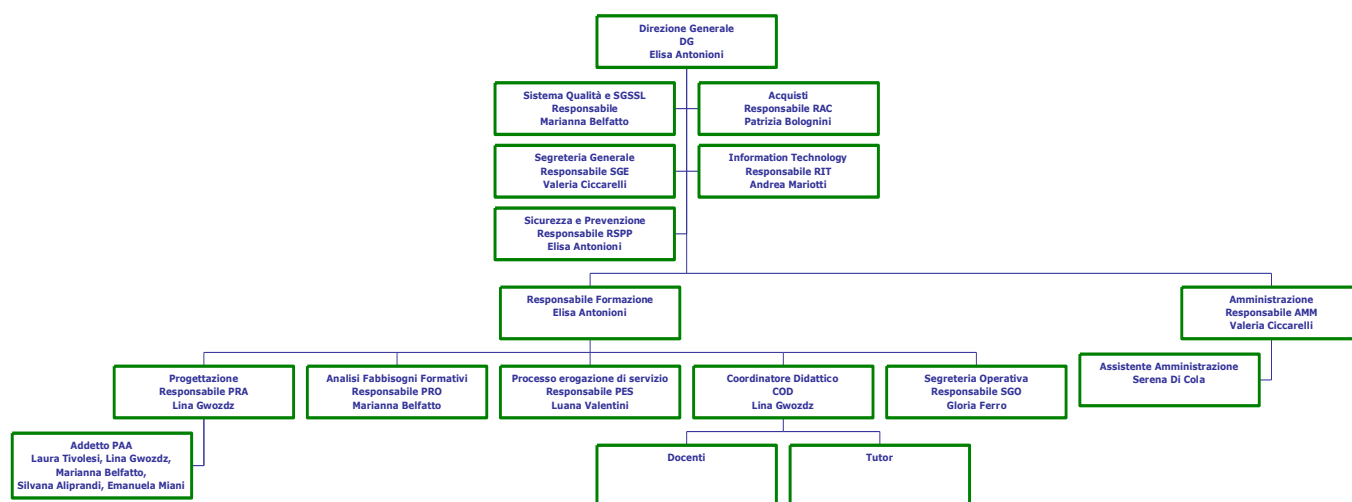 Direzione Generale
DG
Elisa Antonioni
Sistema Qualità e SGSSL
Responsabile
Marianna Belfatto
Acquisti
Responsabile RAC
Patrizia Bolognini
Segreteria Generale
Responsabile SGE
Valeria Ciccarelli
Information Technology
Responsabile RIT
Andrea Mariotti
Sicurezza e Prevenzione
Responsabile RSPP
Elisa Antonioni
Responsabile Formazione
Elisa Antonioni
Amministrazione
Responsabile AMM
Valeria Ciccarelli
Assistente Amministrazione
Serena Di Cola
Progettazione
Responsabile PRA
Lina Gwozdz
Analisi Fabbisogni Formativi
Responsabile PRO
Marianna Belfatto
Processo erogazione di servizio
Responsabile PES
Luana Valentini
Coordinatore Didattico
COD
Lina Gwozdz
Segreteria Operativa
Responsabile SGO
Gloria Ferro
Addetto PAA
Laura Tivolesi, Lina Gwozdz,
Marianna Belfatto,
Silvana Aliprandi, Emanuela Miani
Docenti
Tutor